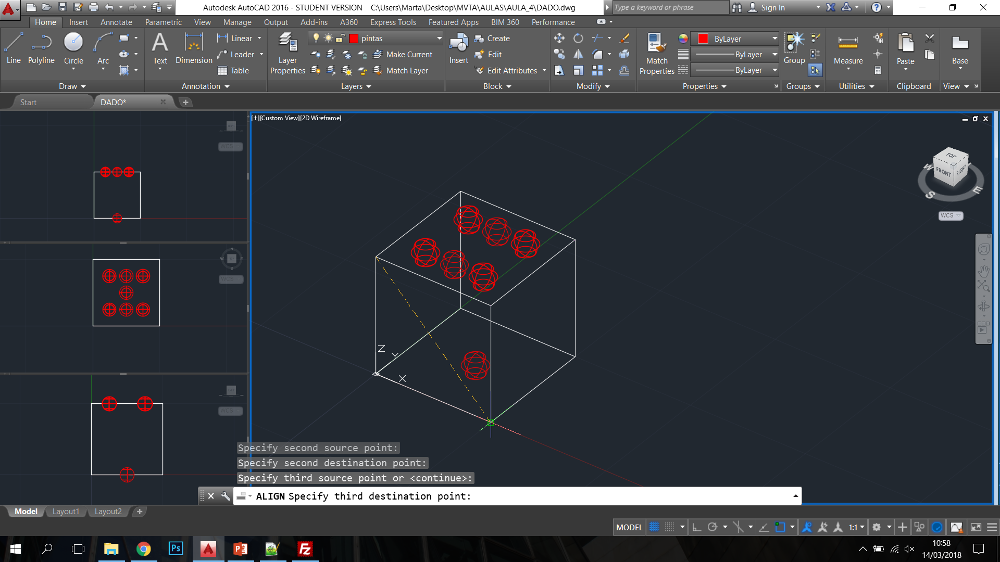 Autodesk AutoCAD 2016 - STUDENT VERSION C:\Users\Marta\Desktop\MVTA\AULAS\AULA_4\DADO.dwg
Type a keyword or phrase
Sign In
Home Insert Annotate Parametric View Manage Output Add-ins A360 Express Tools Featured Apps BIM 360 Performance
Line Polyline Circle Arc
Draw
Text Dimension
Linear
Leader
Table
Annotation
Layer Properties
pintas
Make Current
Match Layer
Layers
Insert
Create
Edit
Edit Attributes
Block
Modify
Match Properties
ByLayer
ByLayer
ByLayer
Properties
Group
Groups
Measure
Utilities
Paste
Clipboard
Base
View
Start
DADO*
[+][Custom View][2D Wireframe]
WCS
WCS
WCS
N
W E
S
TOP
FRONT RIGHT
W
S E
WCS
Z
Y
X
Specify second source point:
Specify second destination point:
Specify third source point or <continue>:
ALIGN Specify third destination point:
Model Layout1 Layout2
MODEL
1:1
10:58
14/03/2018